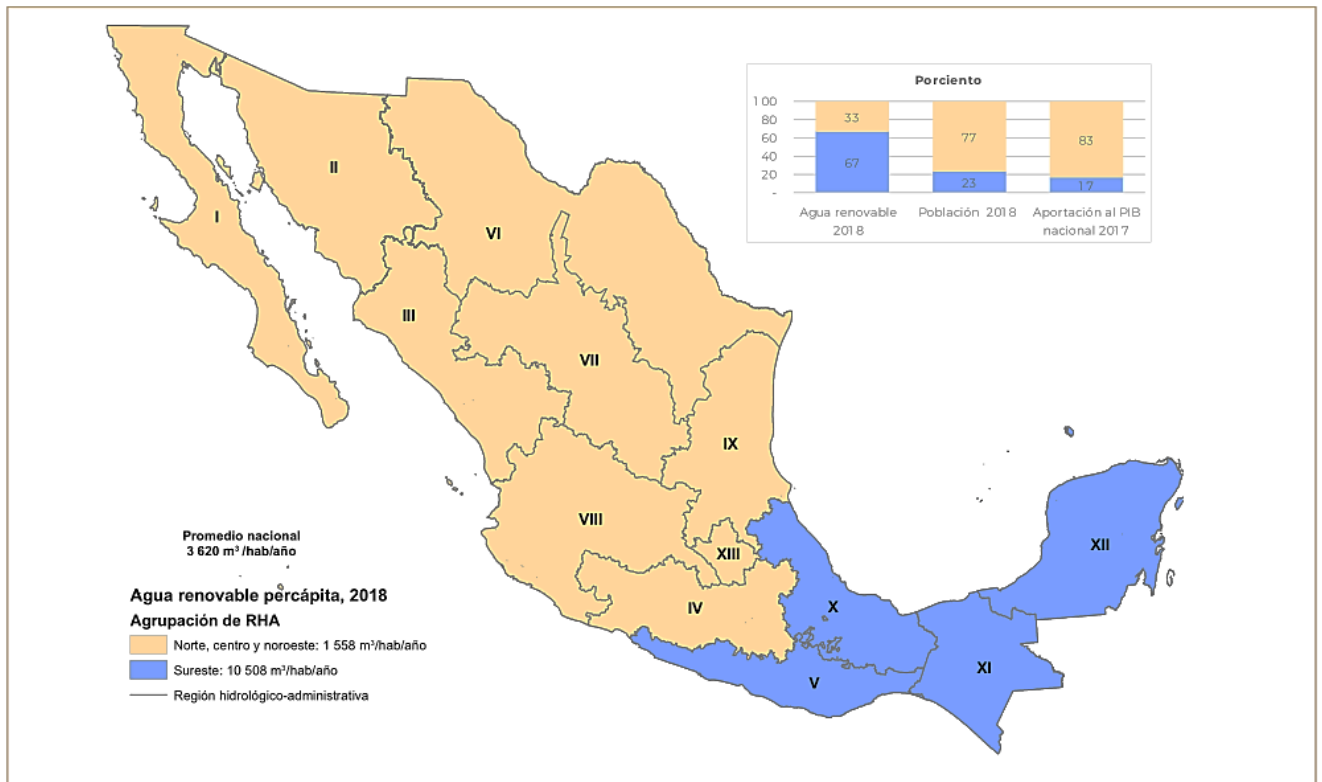 Porciento
100
80
60
40
20
-
33
67
77
23
83
17
Agua renovable
2018
Población 2018
Aportación al PIB
nacional 2017
I
II
VI
III
VII
IX
VIII
XIII
IV
X
V
XII
XI
Promedio nacional
3 620 m³ /hab/año
Agua renovable percápita, 2018
Agrupación de RHA
Norte, centro y noroeste: 1 558 m³/hab/año
Sureste: 10 508 m³/hab/año
Región hidrológico-administrativa